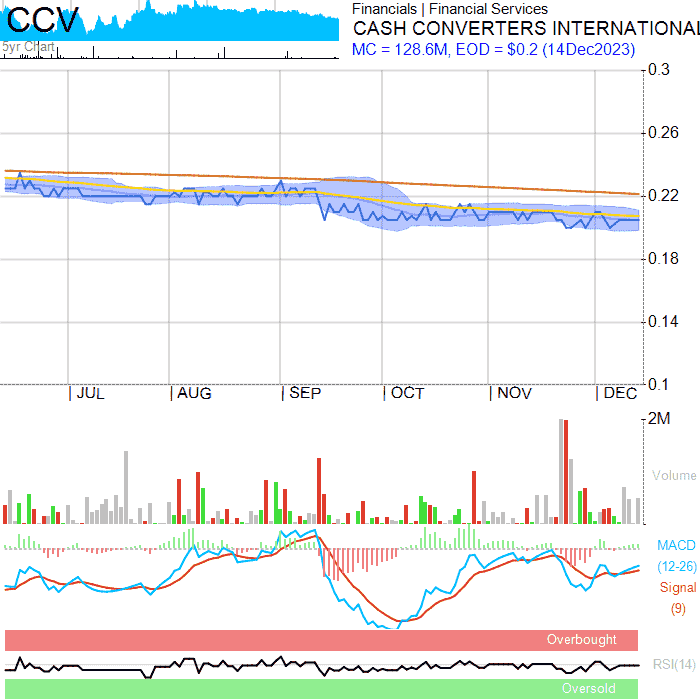 CCV
5yr Chart
Financials | Financial Services
CASH CONVERTERS INTERNATIONAL
MC = 128.6M, EOD = $0.2 (14Dec2023)
0.3
0.26
0.22
0.18
0.14
0.1
JUL
AUG
SEP
OCT
NOV
DEC
2M
Volume
MACD
(12-26)
Signal
(9)
Overbought
RSI(14)
Oversold